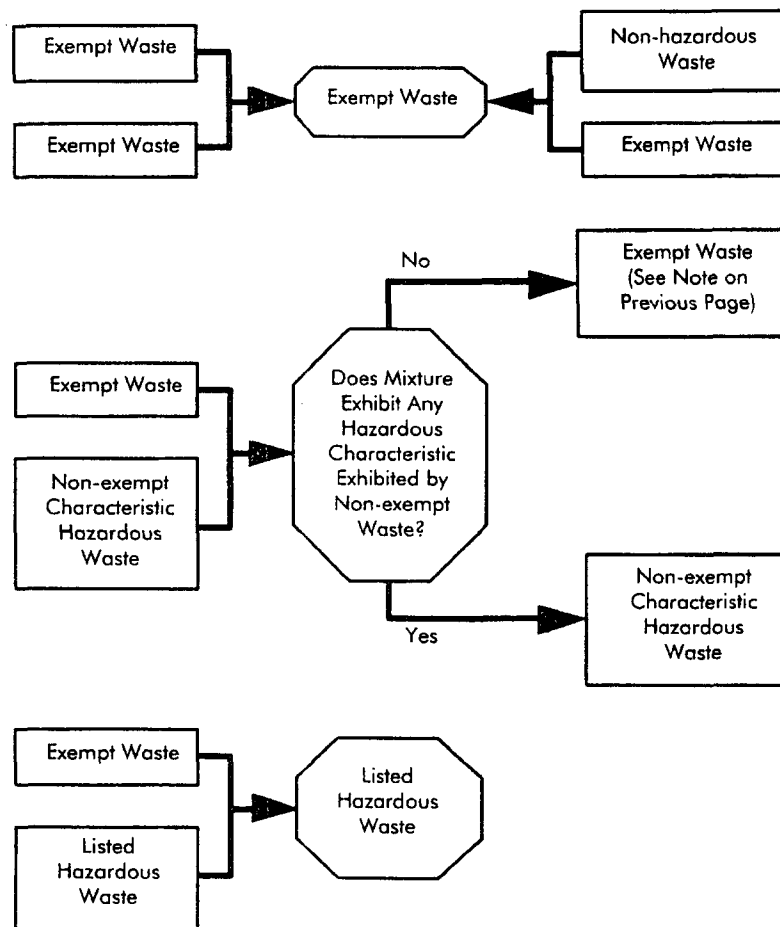 Exempt Waste
Exempt Waste
Exempt Waste
Non-hazardous
Waste
Exempt Waste
Exempt Waste
Non-exempt
Characteristic
Hazardous
Waste
Does Mixture
Exhibit Any
Hazardous
Characteristic
Exhibited by
Non-exempt
Waste?
No
Exempt Waste
(See Note on
Previous Page)
Yes
Non-exempt
Characteristic
Hazardous
Waste
Exempt Waste
Listed
Hazardous
Waste
Listed
Hazardous
Waste